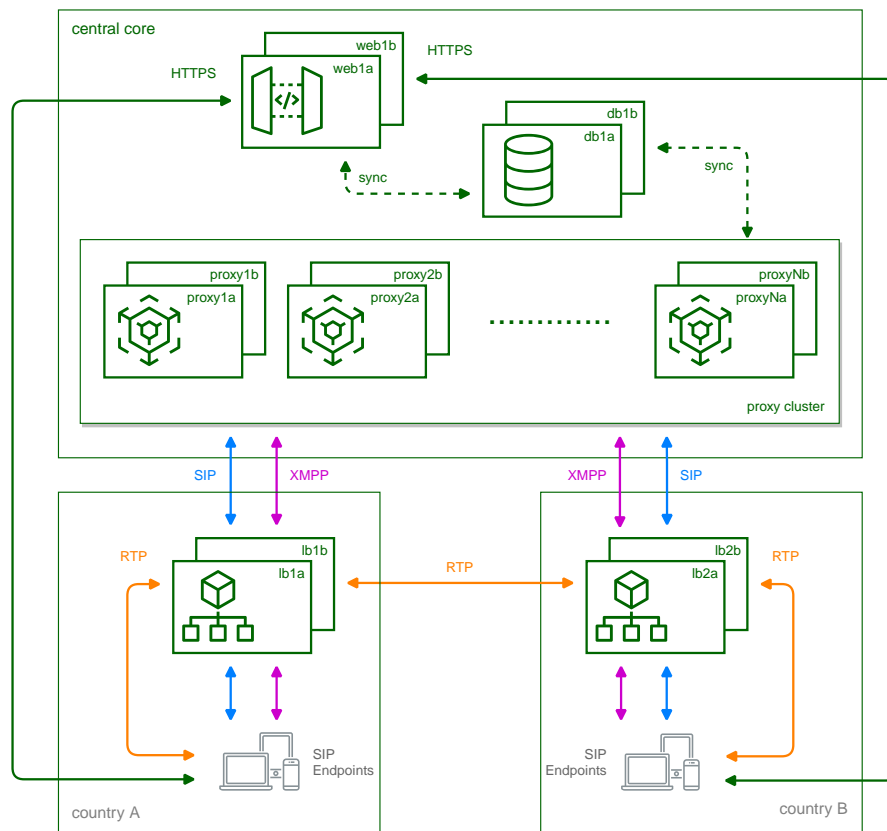 central core
web1b
web1a
HTTPS
HTTPS
db1b
db1a
sync
sync
proxy1b
proxy1a
proxy2b
proxy2a
proxyNb
proxyNa
proxy cluster
SIP
XMPP
XMPP
SIP
lb1b
lb1a
lb2b
lb2a
RTP
RTP
RTP
SIP
Endpoints
SIP
Endpoints
country A
country B